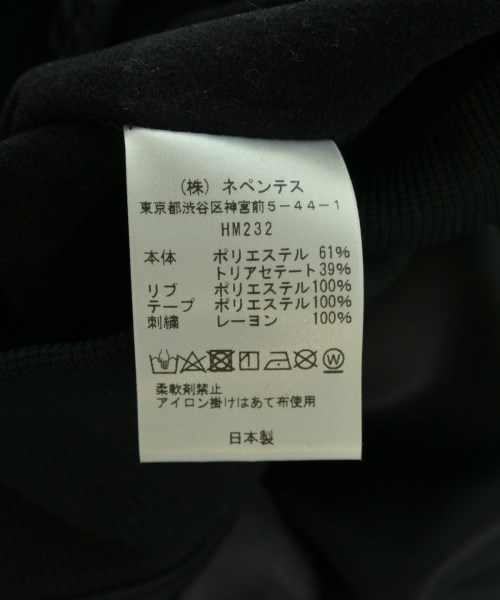 (株) ネペンテス
東京都渋谷区神宮前5-44-1
HM232
本体 ポリエステル 61%
トリアセテート39%
リブ ポリエステル100%
テープ ポリエステル100%
刺繍 レーヨン 100%
柔軟剤禁止
アイロン掛けはあて布使用
日本製